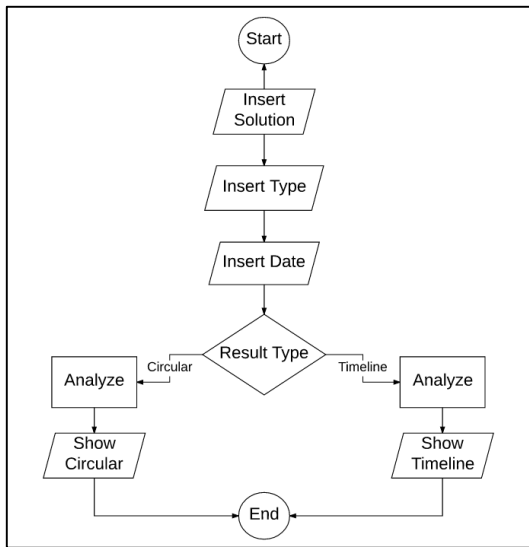 Start
Insert
Solution
Insert Type
Insert Date
Result Type
Circular
Timeline
Analyze
Analyze
Show
Circular
Show
Timeline
End